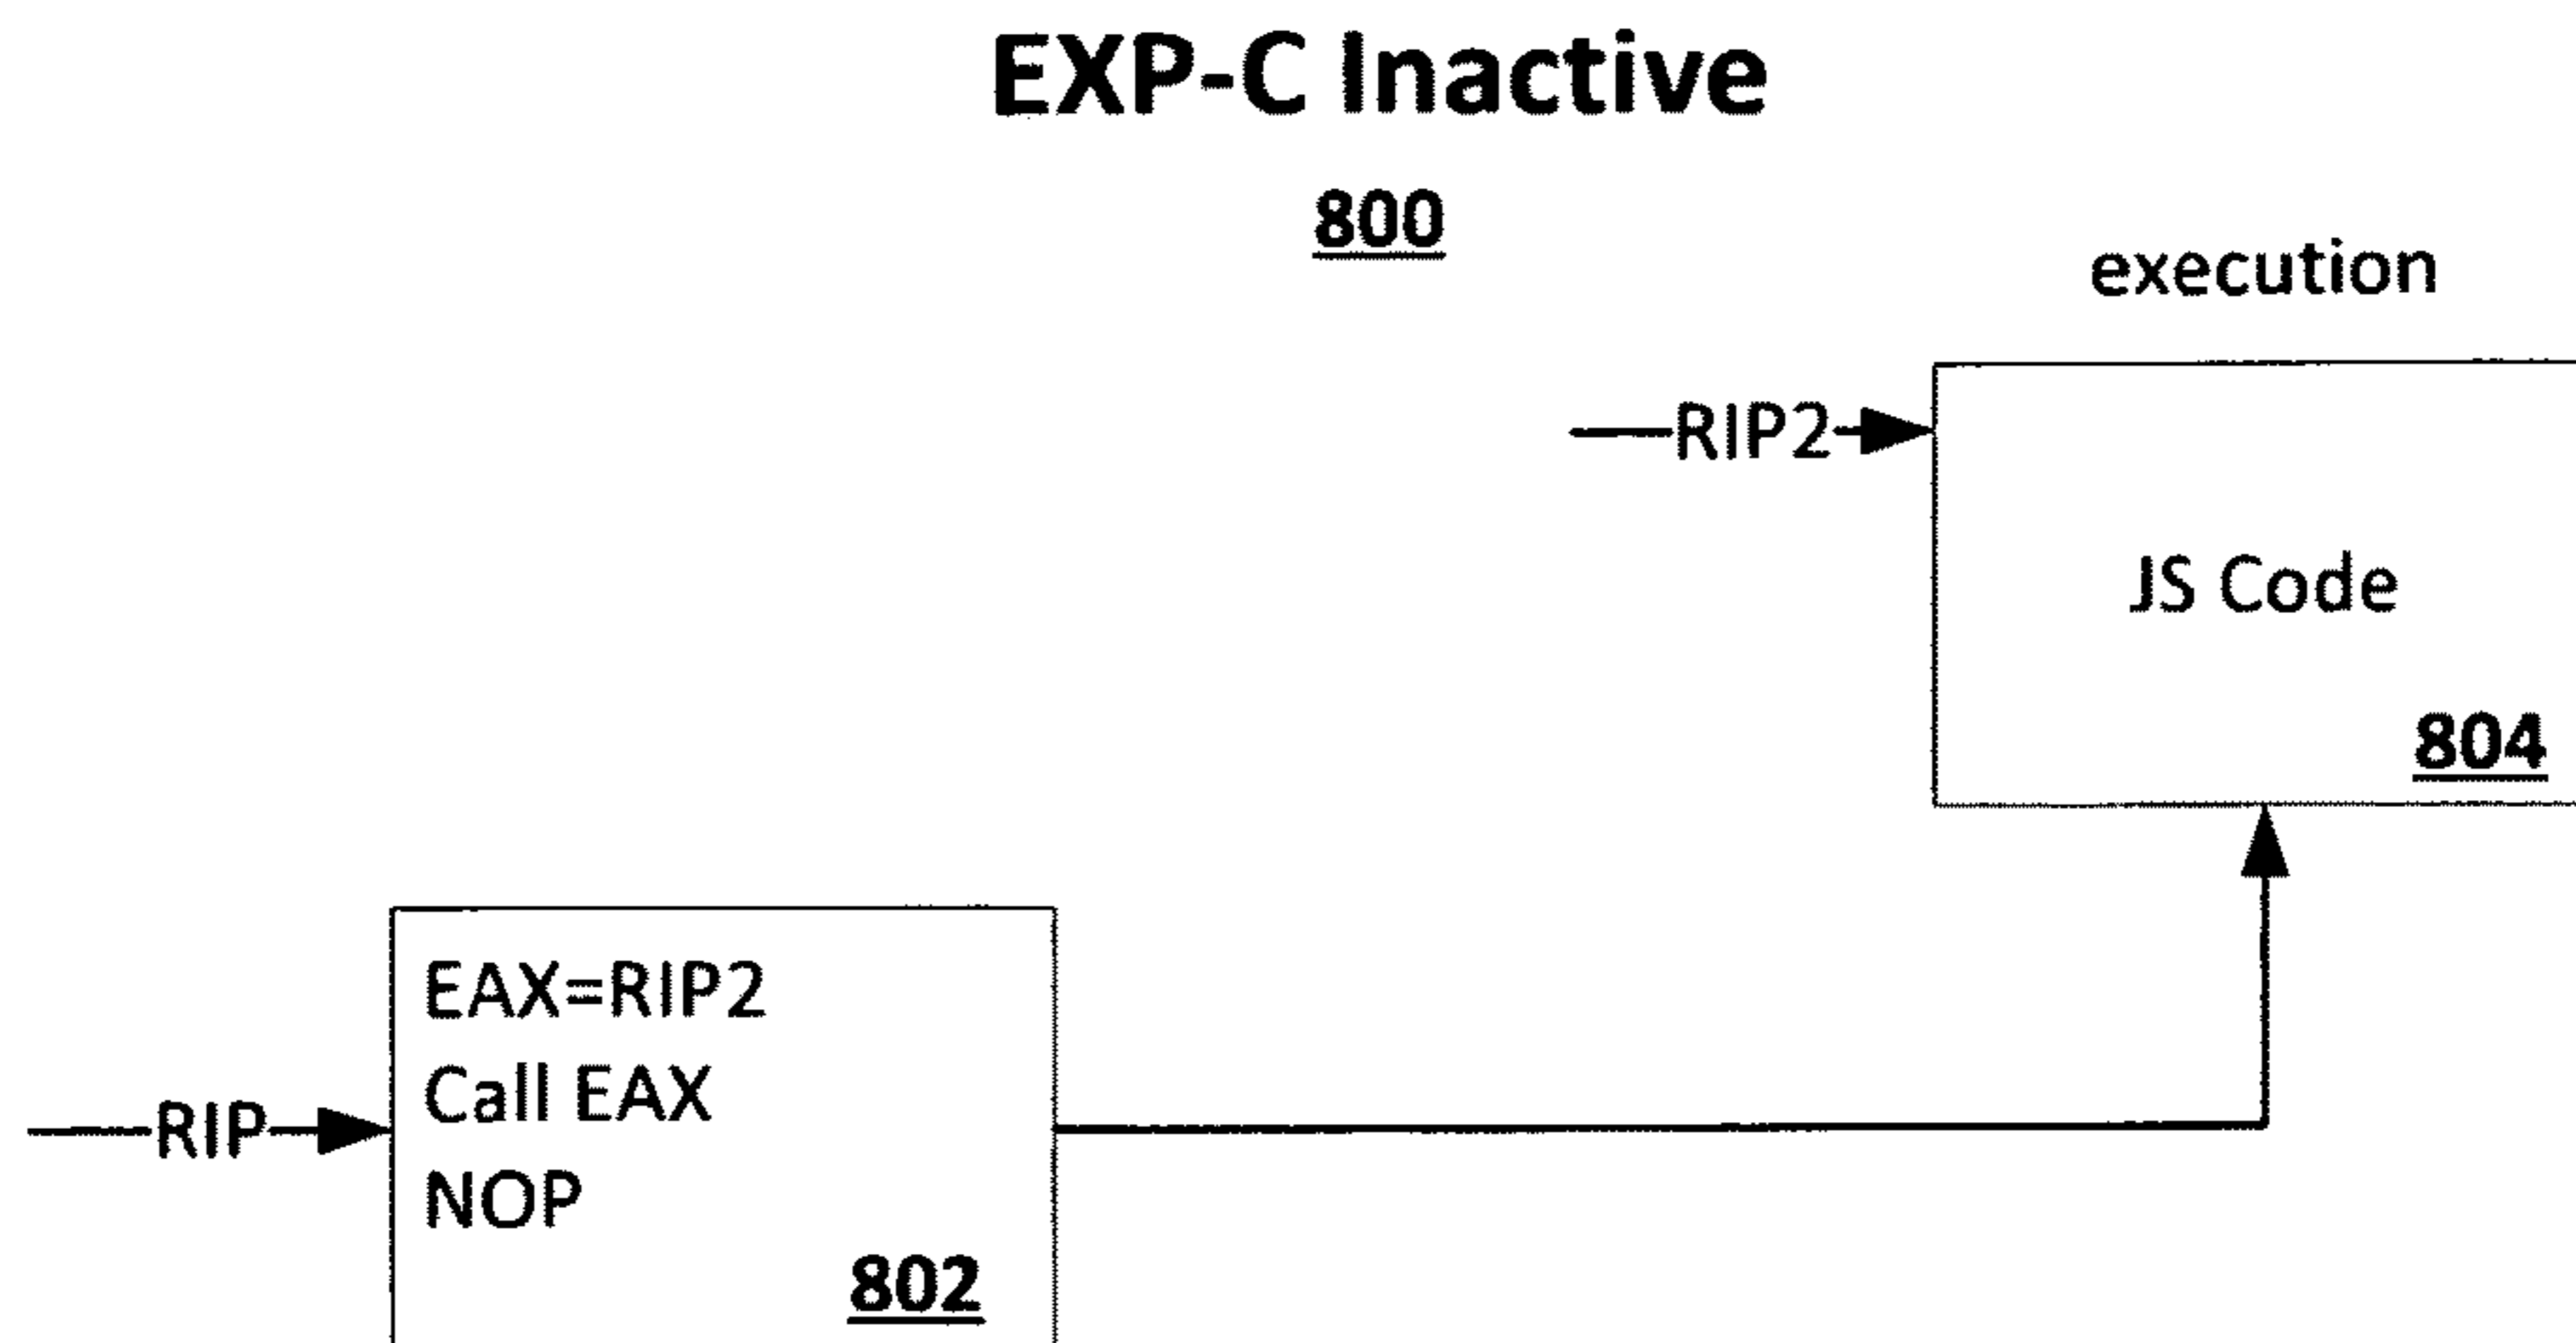 EXP-C Inactive
800
execution
RIP2
JS Code
804
EAX=RIP2
Call EAX
RIP
NOP
802